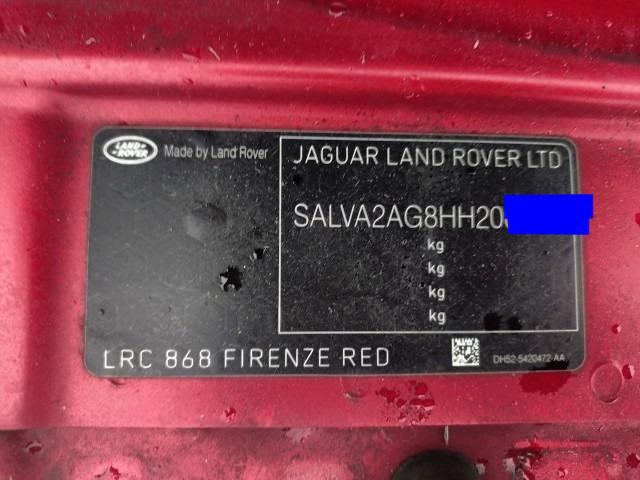 LAND-
ROVER
Made by Land Rover
JAGUAR LAND ROVER LTD
SALVA2AG8HH20
kg
kg
kg
kg
LRC 868 FIRENZE RED
DH52-5420472-AA